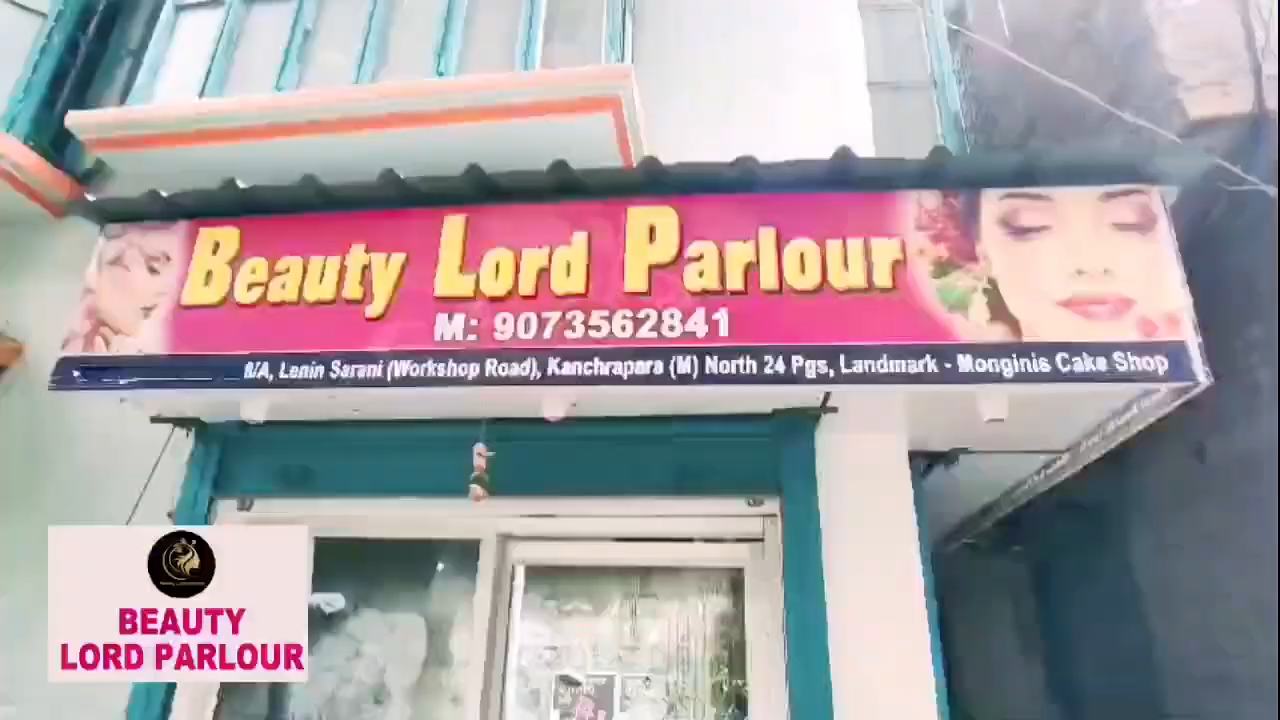 Beauty Lord Parlour
M: 9073562841
Lenin Sarani (Workshop Road), Kanchrapara (M) North 24 Pgs, Landmark - Monginis Cake Shop
BEAUTY
LORD PARLOUR